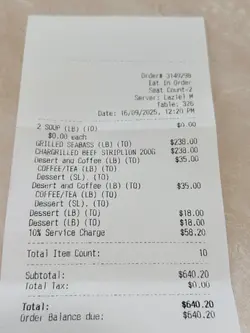 Order# 3149/96
Eat In Order
Seat Count-2
Server: Lazlel M
Table: 326
Date: 16/09/2025, 12:20 PM
2 SOUP (LB) (TO) $0.00
$0.00 each
GRILLED SEABASS (LB) $238.00
CHARGRILLED BEEF STRIPLION 200G $238.00
Desert and Coffee (LB) (TO) $35.00
COFFEE/TEA (LB) (TO)
Dessert (SL). (TO)
Desert and Coffee (LB) (TO) $35.00
COFFEE/TEA (LB) (TO)
Dessert (SL). (TO)
Dessert (LB) (TO) $18.00
Dessert (LB) (TO) $18.00
10% Service Charge $58.20
Total Item Count: 10
Subtotal: $640.20
Total Tax: $0.00
Total: $640.20
Order Balance due: $640.20